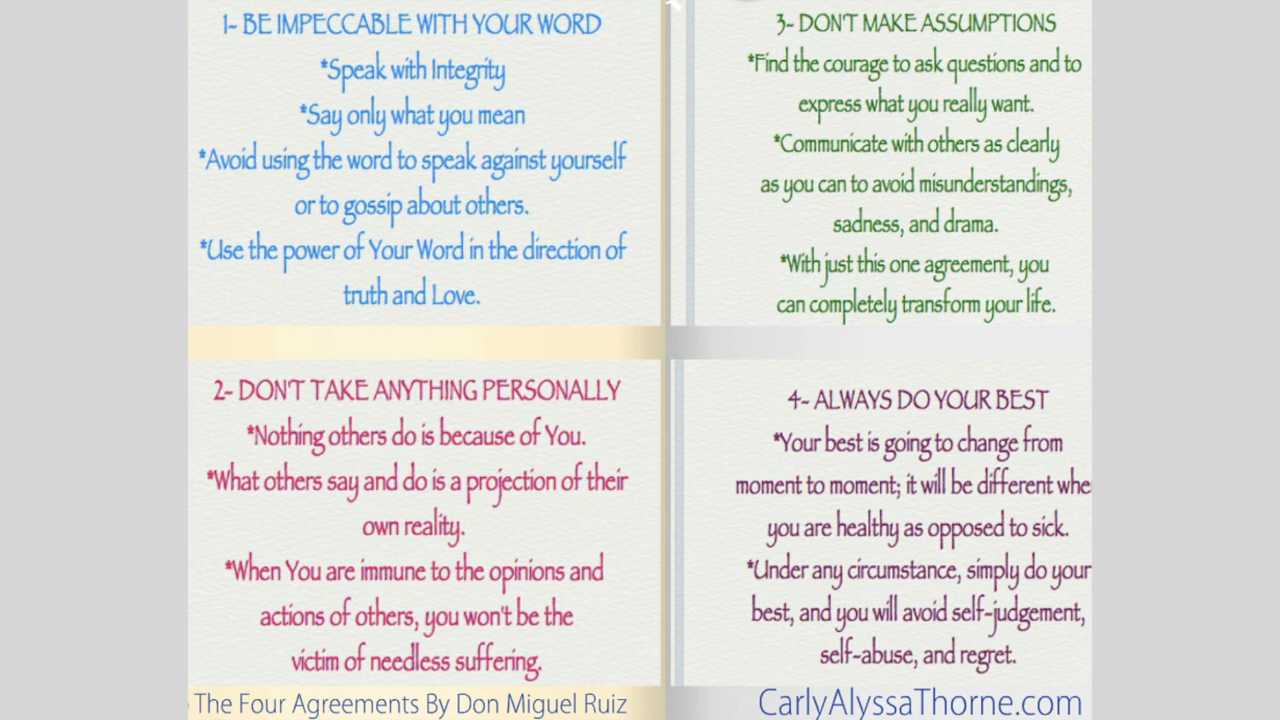 1- BE IMPECCABLE WITH YOUR WORD
*Speak with Integrity
*Say only what you mean
*Avoid using the word to speak against yourself
or to gossip about others.
*Use the power of Your Word in the direction of
truth and Love.
2- DON'T TAKE ANYTHING PERSONALLY
*Nothing others do is because of You.
*What others say and do is a projection of their
own reality.
*When You are immune to the opinions and
actions of others, you won't be the
victim of needless suffering.
The Four Agreements By Don Miguel Ruiz
3- DON'T MAKE ASSUMPTIONS
*Find the courage to ask questions and to
express what you really want.
*Communicate with others as clearly
as you can to avoid misunderstandings,
sadness, and drama.
*With just this one agreement, you
can completely transform your life.
4- ALWAYS DO YOUR BEST
*Your best is going to change from
moment to moment; it will be different whe
you are healthy as opposed to sick.
*Under any circumstance, simply do your
best, and you will avoid self-judgement,
self-abuse, and regret.
CarlyAlyssaThorne.com